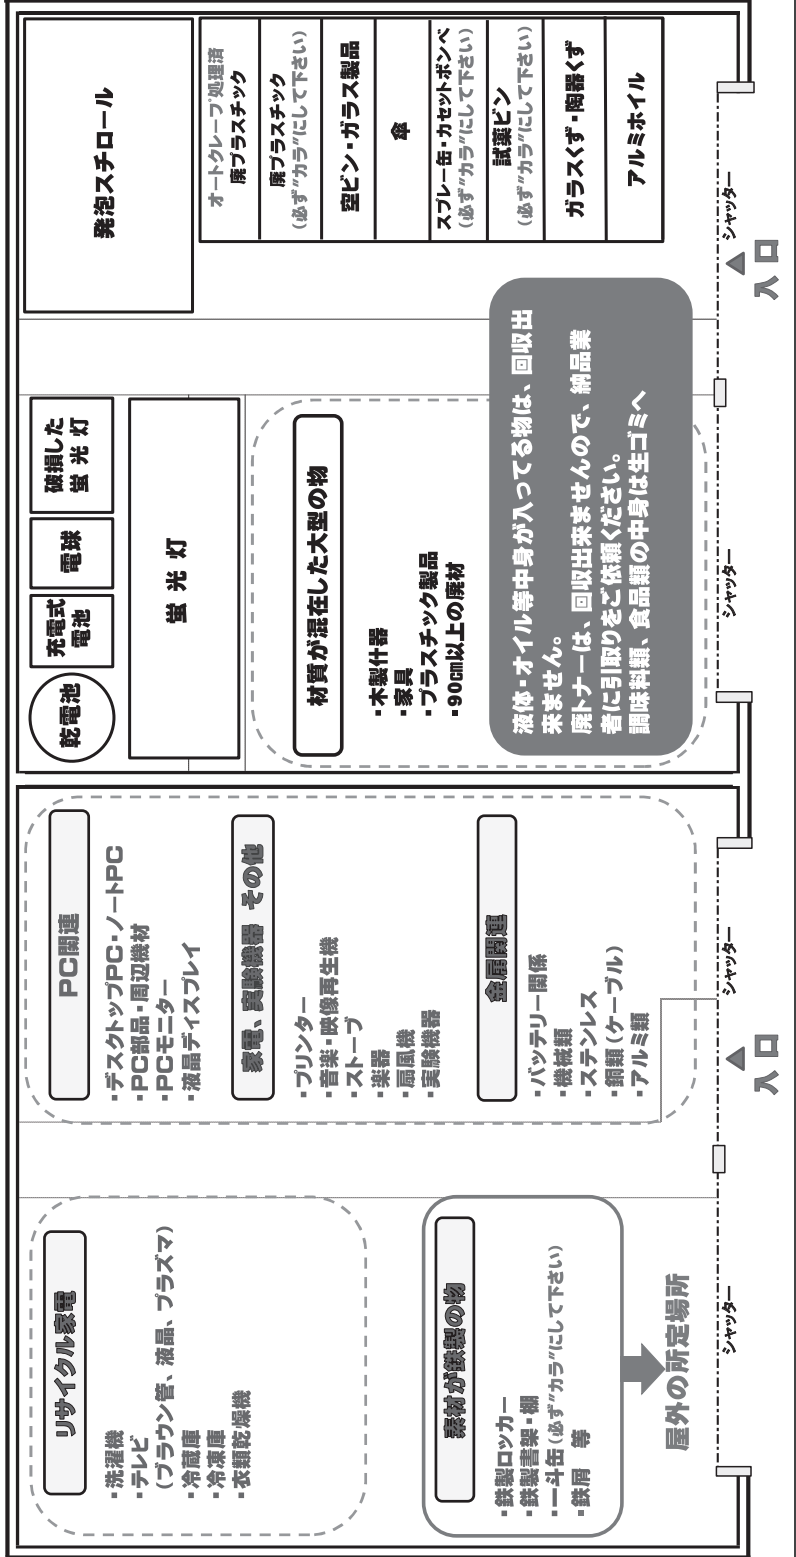 リサイクル家電
・洗濯機
・テレビ
（ブラウン管、液晶、プラズマ）
・冷蔵庫
・冷凍庫
・衣類乾燥機
素材が鉄製の物
・鉄製ロッカー
・鉄製書架・棚
・一斗缶（必ず"カラ"にして下さい）
・鉄屑　等
屋外の所定場所
シャッター
PC関連
・デスクトップPC・ノートPC
・PC部品・周辺機材
・PCモニター
・液晶ディスプレイ
家電、実験機器　その他
・プリンター
・音楽・映像再生機
・ストーブ
・楽器
・扇風機
・実験機器
金属関連
・バッテリー関係
・機械類
・ステンレス
・銅類（ケーブル）
・アルミ類
シャッター
入口
乾電池
充電式
電池
電球
破損した
蛍光灯
蛍光灯
材質が混在した大型の物
・木製什器
・家具
・プラスチック製品
・90㎝以上の廃材
液体・オイル等中身が入ってる物は、回収出
来ません。
廃トナーは、回収出来ませんので、納品業
者に引取りをご依頼ください。
調味料類、食品類の中身は生ゴミへ
シャッター
発泡スチロール
オートクレーブ処理済
廃プラスチック
廃プラスチック
（必ず"カラ"にして下さい）
空ビン・ガラス製品
傘
スプレー缶・カセットボンベ
（必ず"カラ"にして下さい）
試薬ビン
（必ず"カラ"にして下さい）
ガラスくず・陶器くず
アルミホイル
シャッター
入口